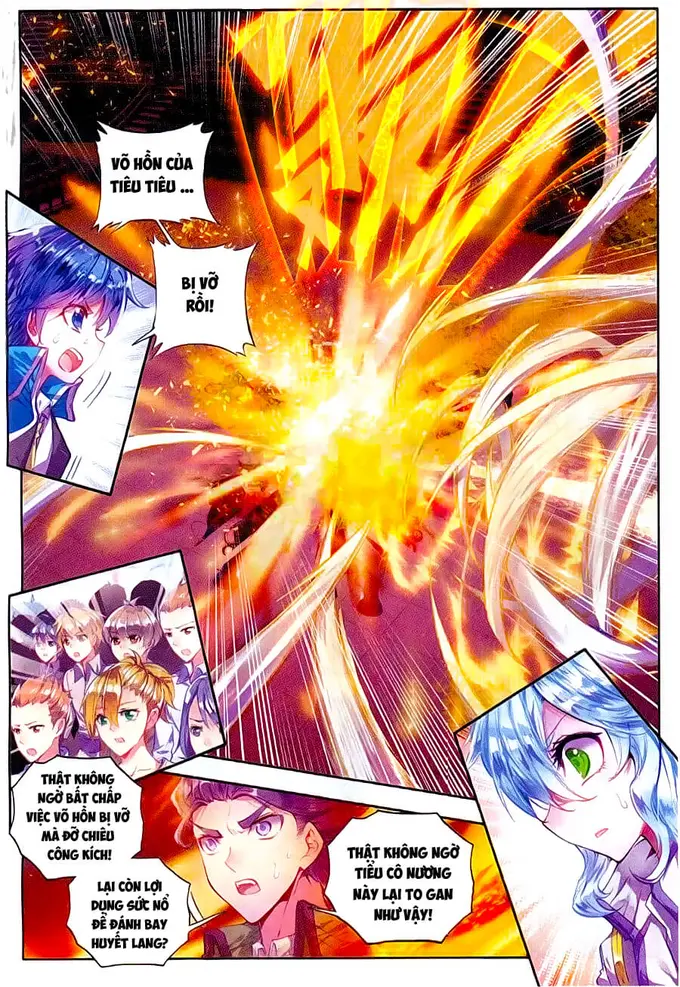 VÕ HỒN CỦA
TIÊU TIÊU ...
BỊ VỠ
RỒI!
THẬT KHÔNG
NGỜ BẤT CHẤP
VIỆC VÕ HỒN BỊ VỠ
MÀ ĐỠ CHIÊU
CÔNG KÍCH!
LẠI CÒN LỢI
DỤNG SỨC NỔ
ĐỂ ĐÁNH BAY
HUYẾT LANG?
THẬT KHÔNG NGỜ
TIỂU CÔ NƯƠNG
NÀY LẠI TO GAN
NHƯ VẬY!